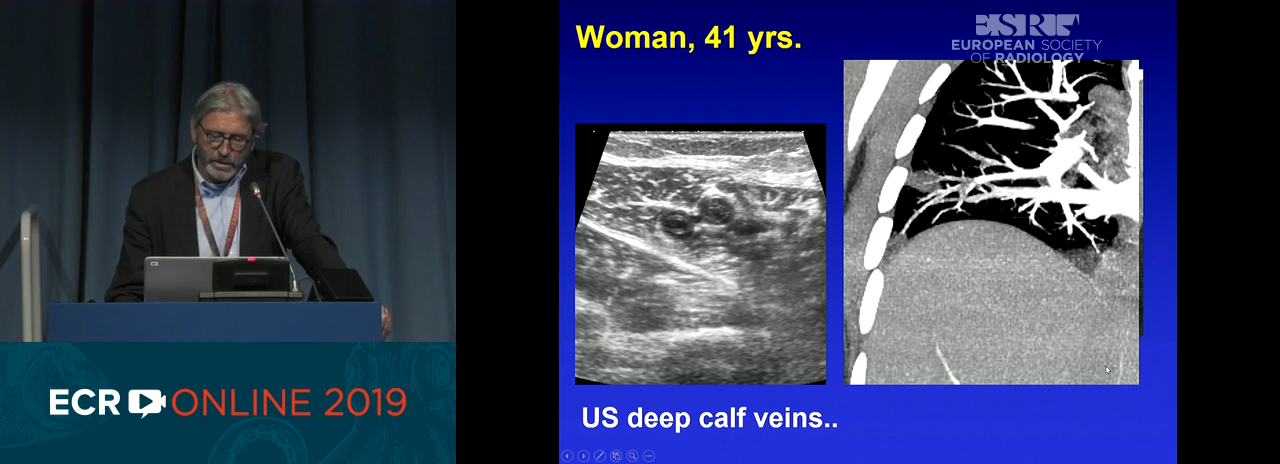 Woman, 41 yrs.
ESR
EUROPEAN SOCIETY
OF RADIOLOGY
US deep calf veins..
ECR ONLINE 2019